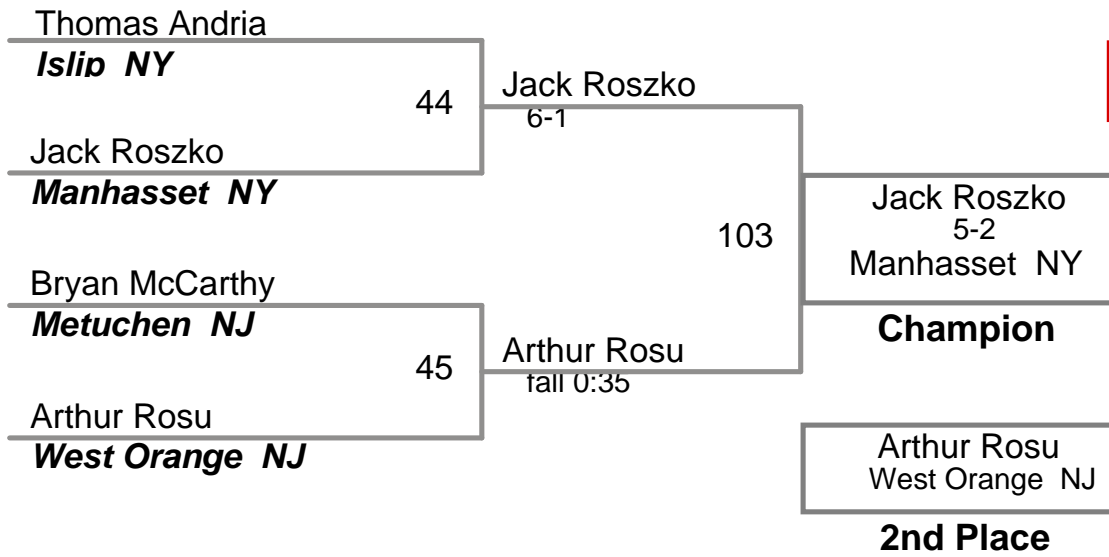 Thomas Andria
Islip NY
44
Jack Roszko
6-1
Jack Roszko
Manhasset NY
103
Jack Roszko
5-2
Manhasset NY
Champion
Bryan McCarthy
Metuchen NJ
45
Arthur Rosu
fall 0:35
Arthur Rosu
West Orange NJ
Arthur Rosu
West Orange NJ
2nd Place